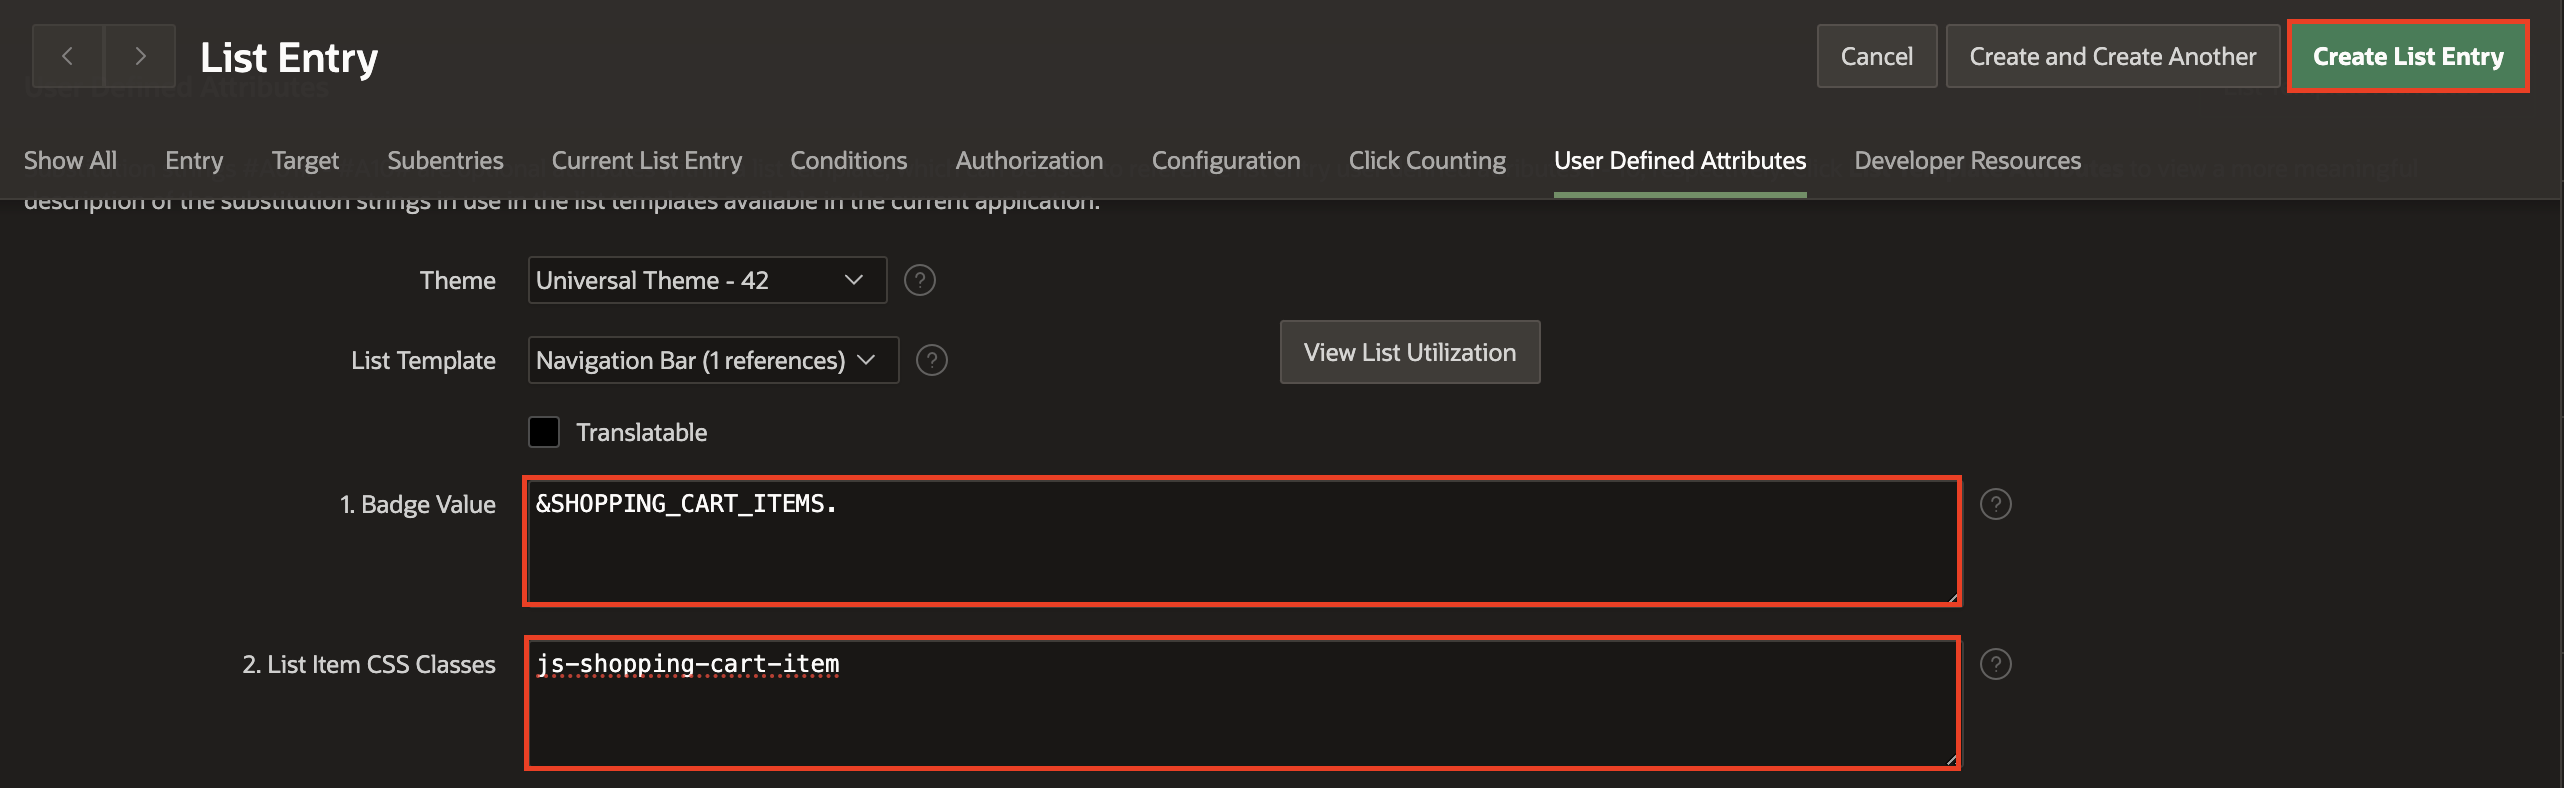 List Entry
Cancel
Create and Create Another
Create List Entry
User Defined Attributes
Show All
Entry
Target
Subentries
Current List Entry
Conditions
Authorization
Configuration
Click Counting
User Defined Attributes
Developer Resources
description of the substitution strings in use in the list templates available in the current application.
Theme
Universal Theme - 42
?
List Template
Navigation Bar (1 references)
?
View List Utilization
Translatable
1. Badge Value
&SHOPPING_CART_ITEMS.
?
2. List Item CSS Classes
js-shopping-cart-item
?